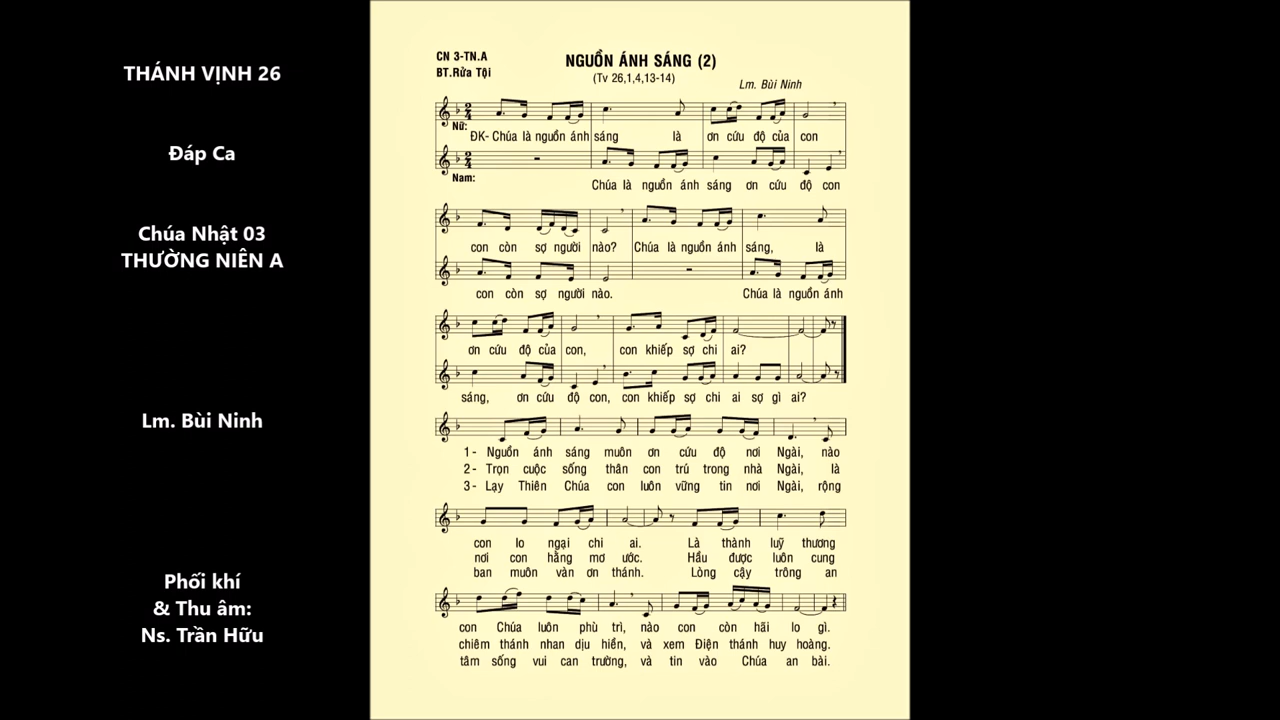 THÁNH VỊNH 26
Đáp Ca
Chúa Nhật 03
THƯỜNG NIÊN A
Lm. Bùi Ninh
Phối khí
& Thu âm:
Ns. Trần Hữu
CN 3-TN.A
BT.Rửa Tội
NGUỒN ÁNH SÁNG (2)
(Tv 26,1,4,13-14)
Lm. Bùi Ninh
Nữ:
ĐK- Chúa là nguồn ánh sáng là ơn cứu độ của con
Nam:
Chúa là nguồn ánh sáng ơn cứu độ con
con còn sợ người nào? Chúa là nguồn ánh sáng, là
con còn sợ người nào. Chúa là nguồn ánh
ơn cứu độ của con, con khiếp sợ chi ai?
sáng, ơn cứu độ con, con khiếp sợ chi ai sợ gì ai?
1- Nguồn ánh sáng muôn ơn cứu độ nơi Ngài, nào
2- Trọn cuộc sống thân con trú trong nhà Ngài, là
3- Lạy Thiên Chúa con luôn vững tin nơi Ngài, rộng
con lo ngại chi ai. Là thành luỹ thương
nơi con hằng mơ ước. Hầu được luôn cung
ban muôn vàn ơn thánh. Lòng cậy trông an
con Chúa luôn phù trì, nào con còn hãi lo gì.
chiêm thánh nhan dịu hiền, và xem Điện thánh huy hoàng.
tâm sống vui can trường, và tin vào Chúa an bài.